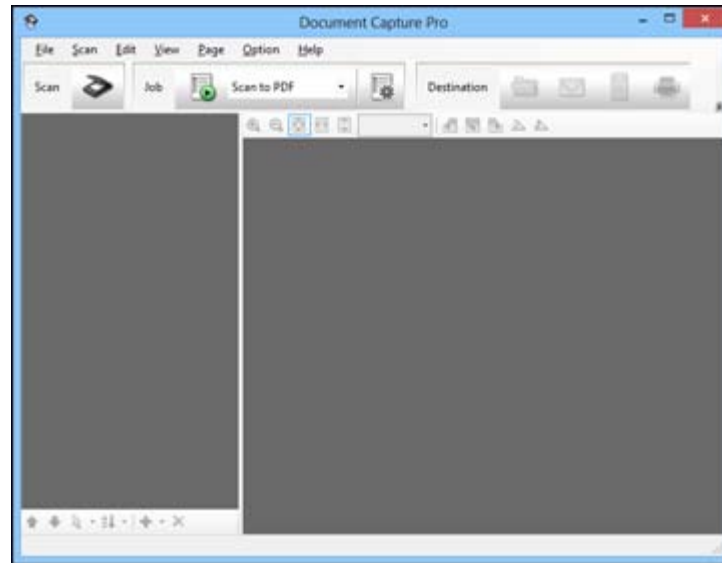 Document Capture Pro
File Scan Edit View Page Option Help
Scan Job Scan to PDF Destination